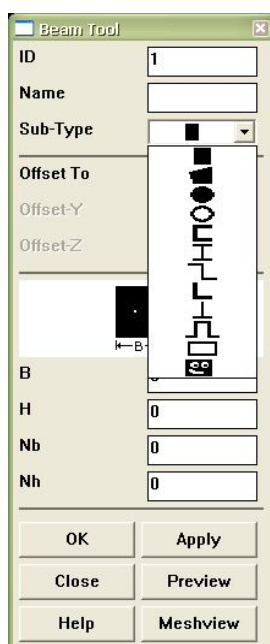 Beam Tool
ID 1
Name
Sub-Type
Offset To
Offset-Y
Offset-Z
B
B 0
H 0
Nb 0
Nh 0
OK Apply
Close Preview
Help Meshview